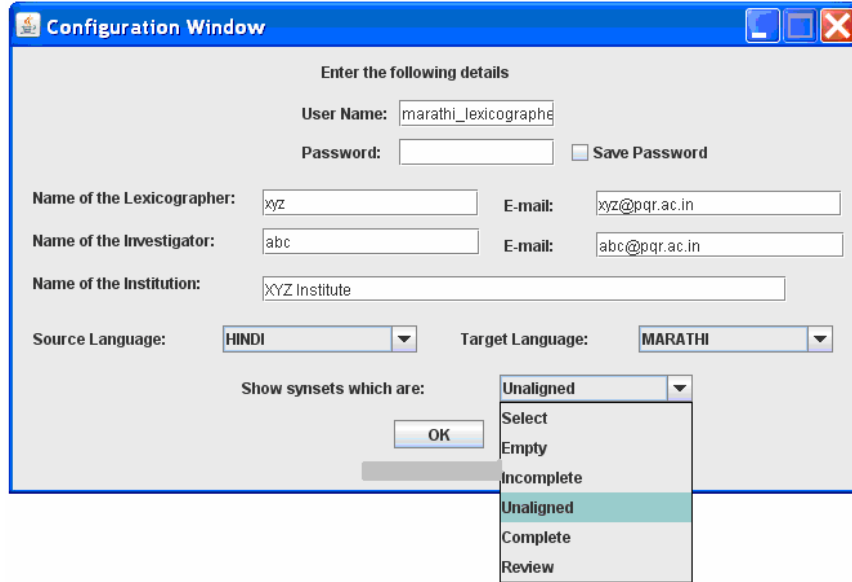 Configuration Window
Enter the following details
User Name: marathi_lexicographe
Password: Save Password
Name of the Lexicographer: xyz E-mail: xyz@pqr.ac.in
Name of the Investigator: abc E-mail: abc@pqr.ac.in
Name of the Institution: XYZ Institute
Source Language: HINDI Target Language: MARATHI
Show synsets which are: Unaligned
Select
OK
Empty
Incomplete
Unaligned
Complete
Review